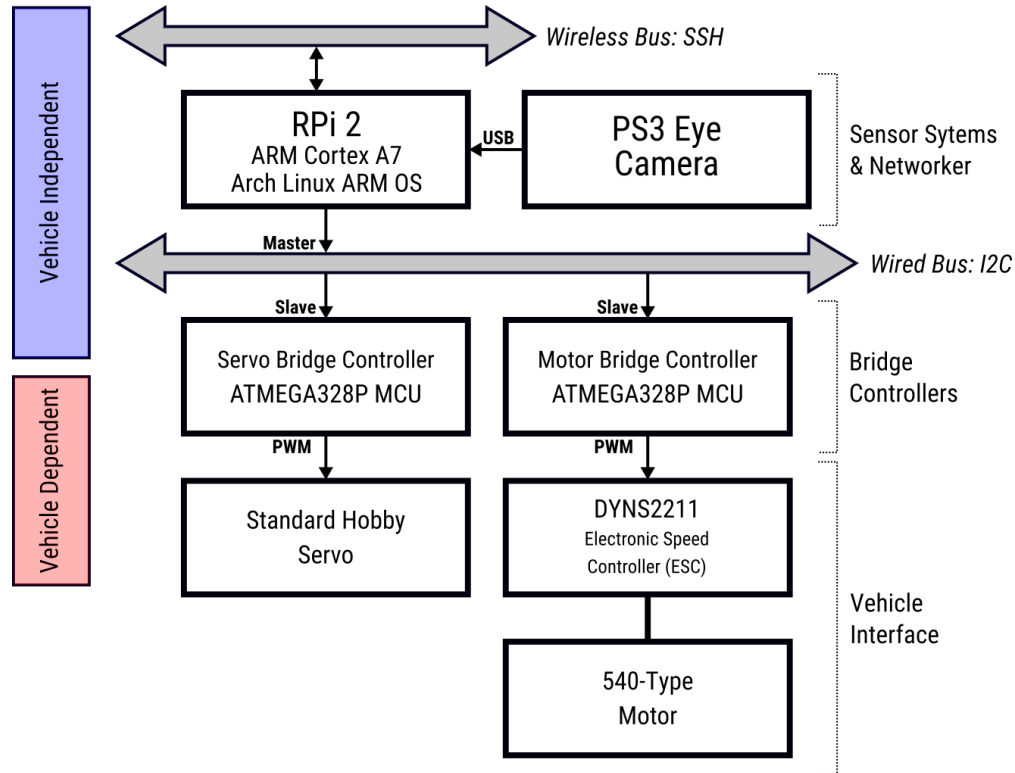 Wireless Bus: SSH
Vehicle Independent
RPi 2
ARM Cortex A7
Arch Linux ARM OS
USB
PS3 Eye
Camera
Sensor Sytems
& Networker
Master
Wired Bus: I2C
Slave
Slave
Servo Bridge Controller
ATMEGA328P MCU
Motor Bridge Controller
ATMEGA328P MCU
Bridge
Controllers
Vehicle Dependent
PWM
PWM
Standard Hobby
Servo
DYNS2211
Electronic Speed
Controller (ESC)
Vehicle
Interface
540-Type
Motor